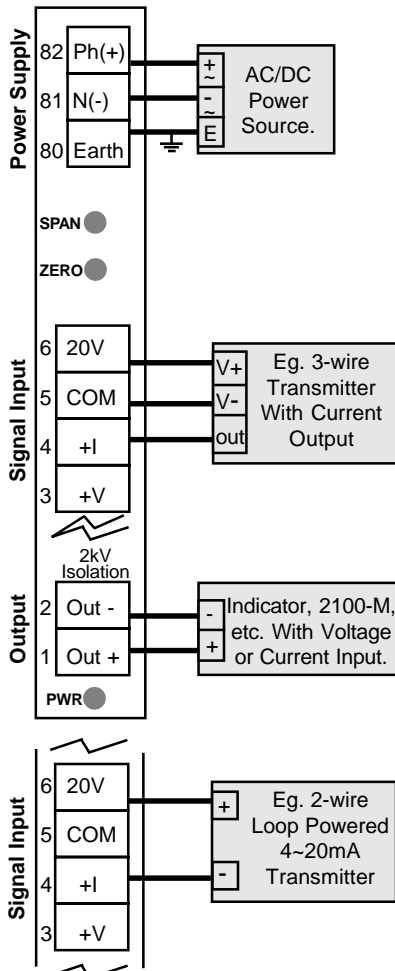 Power Supply
82 Ph(+)
81 N(-)
80 Earth
+
~
-
~
E
AC/DC
Power
Source.
SPAN
ZERO
Signal Input
6 20V
5 COM
4 +I
3 +V
V+
V-
out
Eg. 3-wire
Transmitter
With Current
Output
2kV
Isolation
Output
2 Out -
1 Out +
-
+
Indicator, 2100-M,
etc. With Voltage
or Current Input.
PWR
Signal Input
6 20V
5 COM
4 +I
3 +V
+
-
Eg. 2-wire
Loop Powered
4~20mA
Transmitter